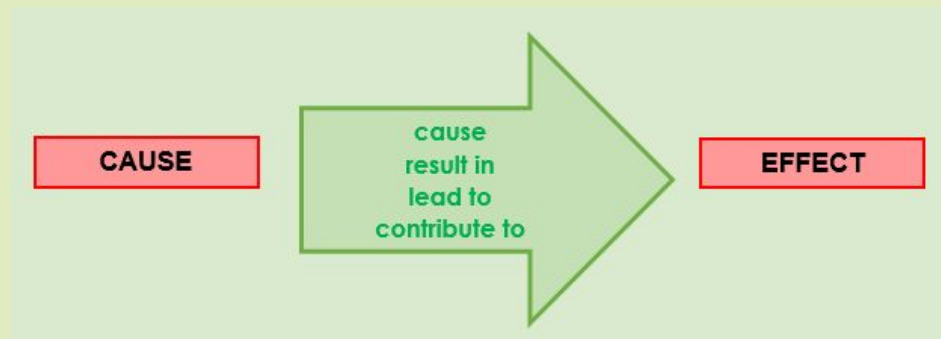 CAUSE
cause
result in
lead to
contribute to
EFFECT